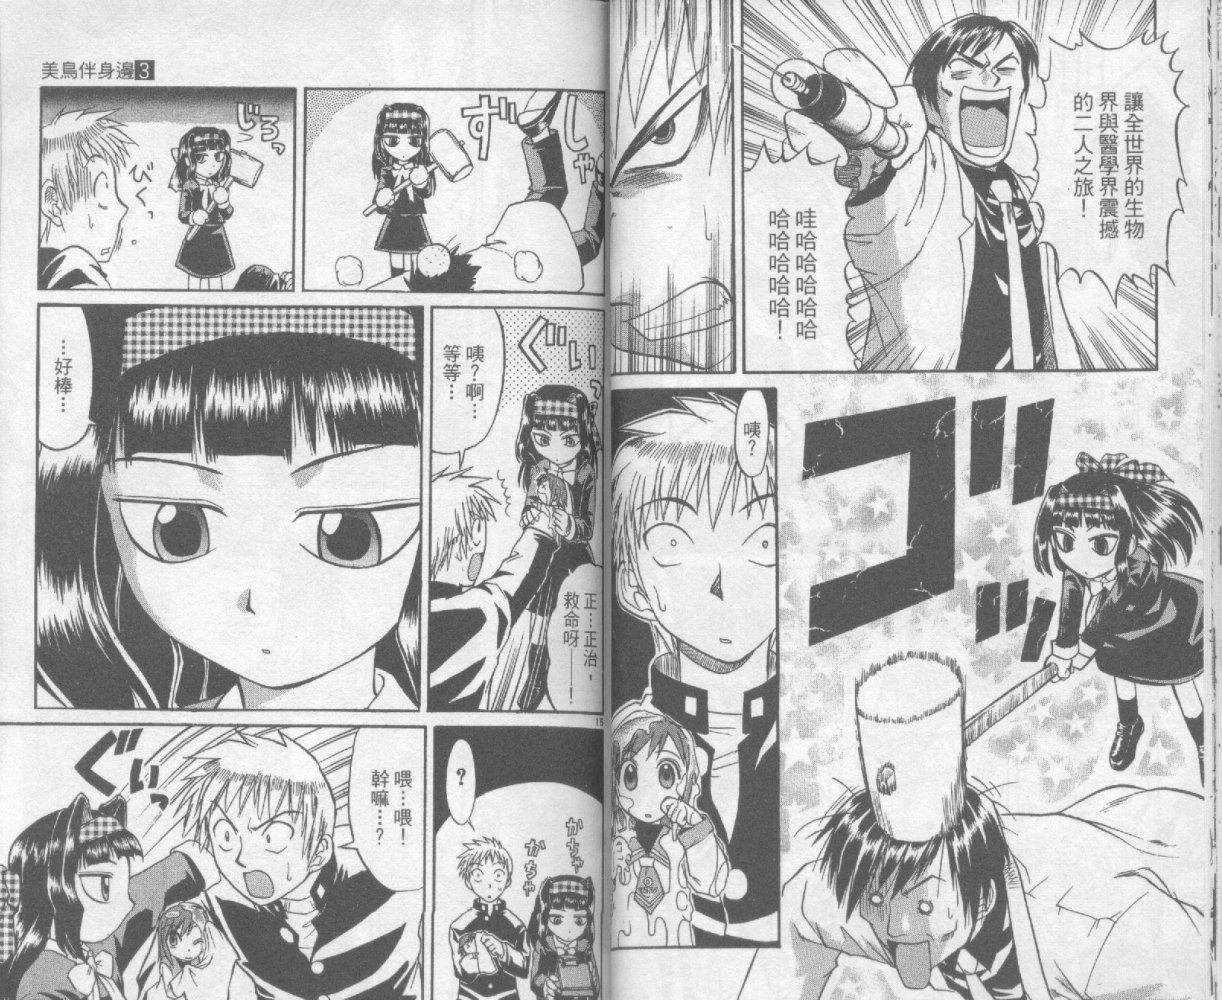 讓全世界的生物
界與醫學界震撼
的二人之旅！
哇哈哈哈哈哈
哈哈哈哈哈！
ゴッ
咦？
美鳥伴身邊3
ずしゃ
じろっ
びくっ
ぐいっ
咦？啊…
等等…
正…正治，
救命呀——！
…好棒…
15
かちゃ
かちゃ
？
喂…喂！
幹嘛…？
ぐいっ